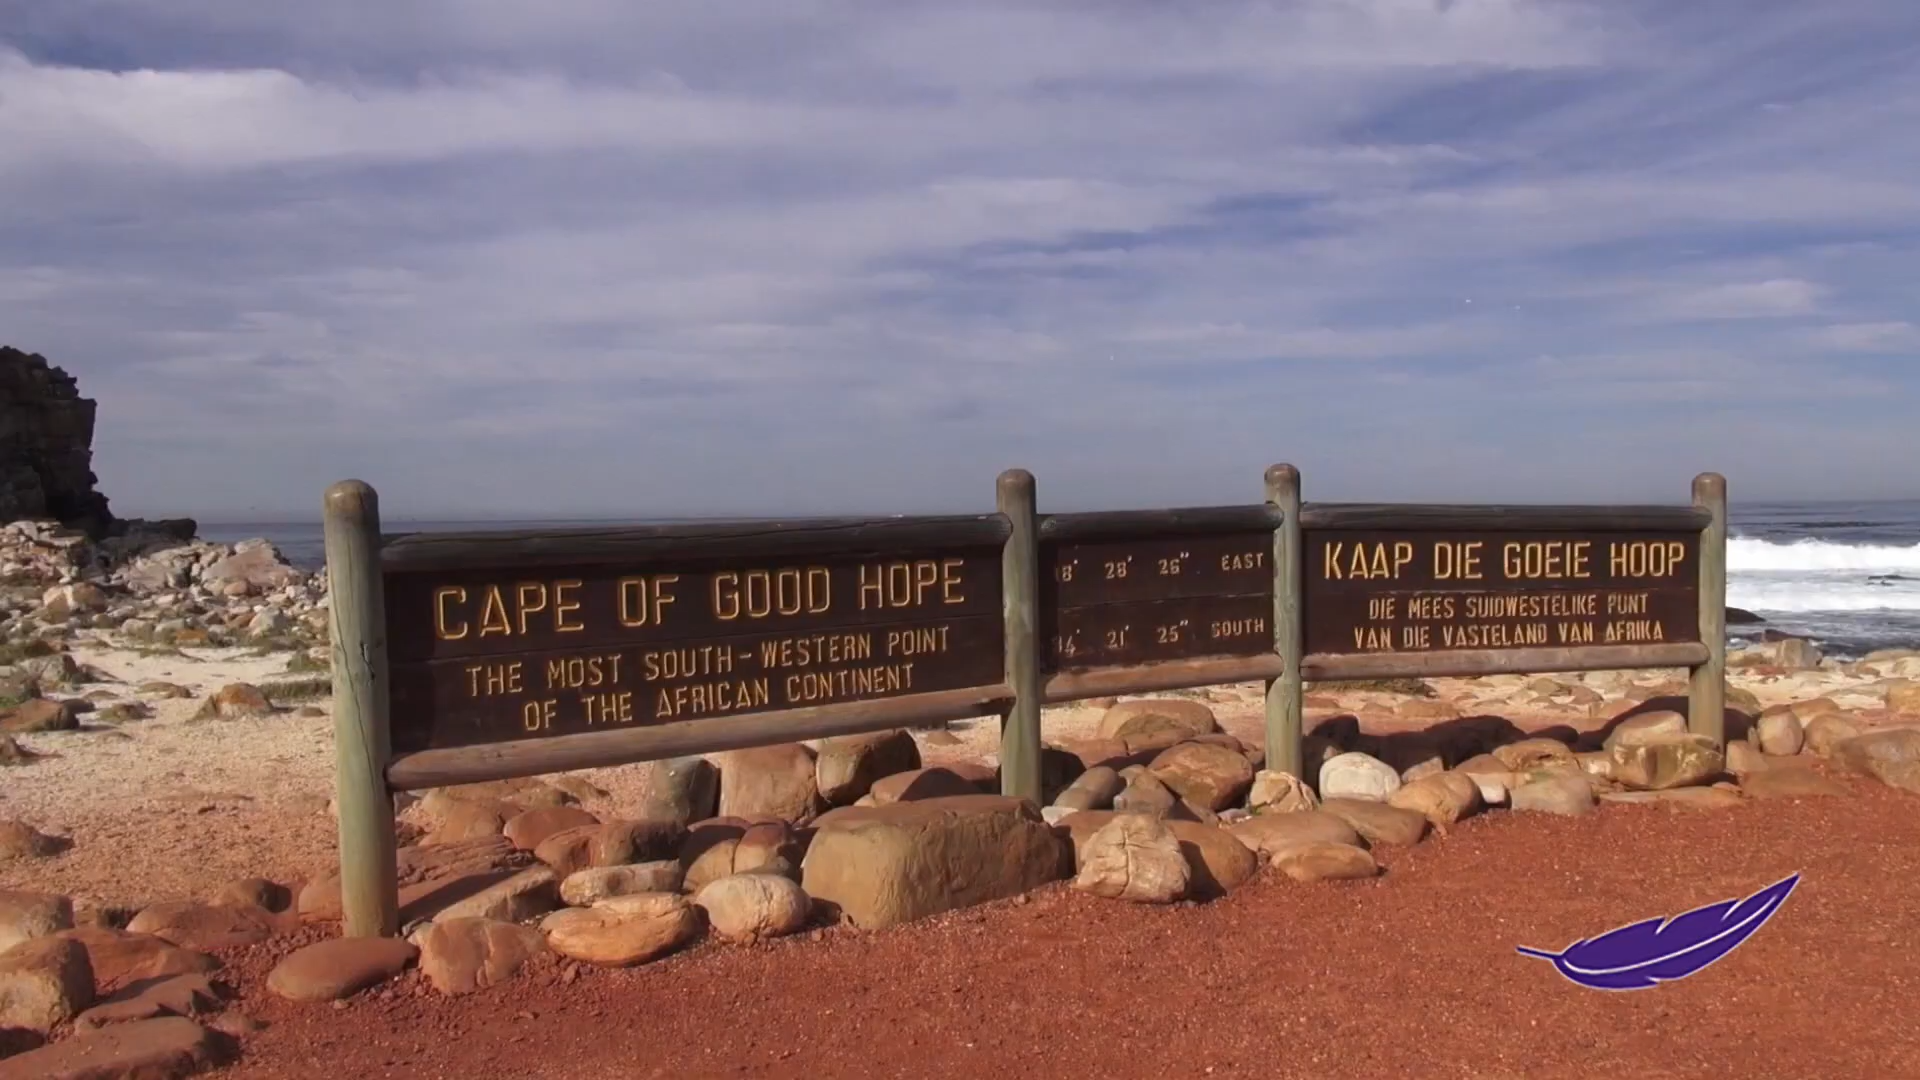 CAPE OF GOOD HOPE
THE MOST SOUTH-WESTERN POINT
OF THE AFRICAN CONTINENT
28' 26" EAST
21' 25" SOUTH
KAAP DIE GOEIE HOOP
DIE MEES SUIDWESTELIKE PUNT
VAN DIE VASTELAND VAN AFRIKA